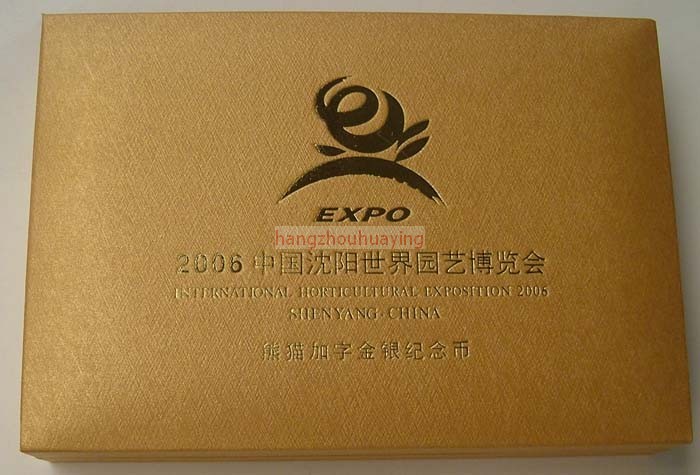 EXPO
hangzhouhuaying
2006 中国沈阳世界园艺博览会
INTERNATIONAL HORTICULTURAL EXPOSITION 2006
SHENYANG·CHINA
熊猫加字金银纪念币